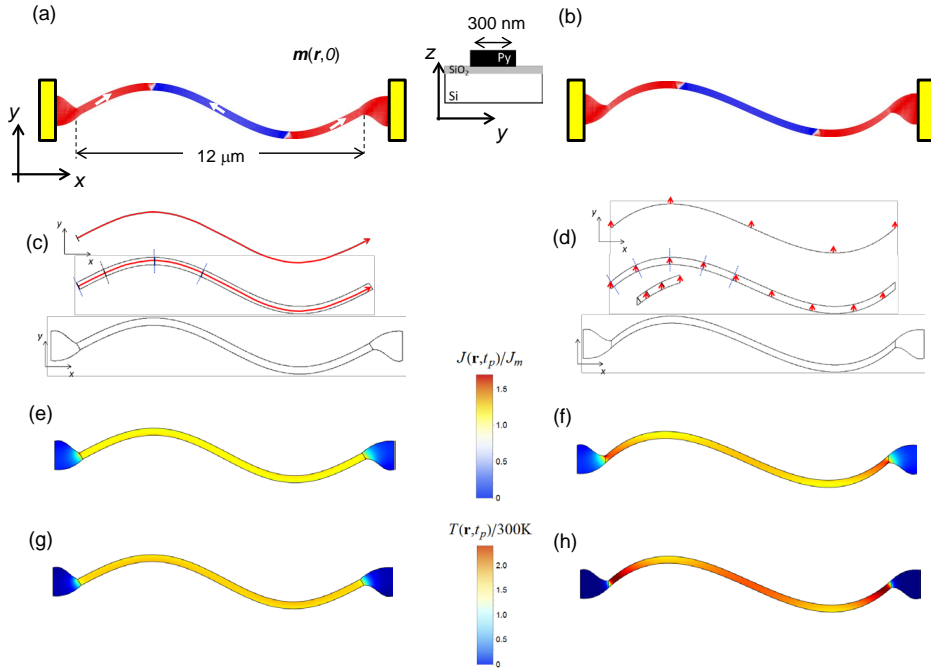 (a)
m(r,0)
300 nm
(b)
z
Py
SiO2
Si
y
y
12 μm
x
(c)
y
x
(d)
y
x
y
x
y
x
y
x
y
x
J(r,tp)/Jm
1.5
1.0
0.5
0
(e)
(f)
T(r,tp)/300K
2.0
1.5
1.0
0.5
0.0
(g)
(h)